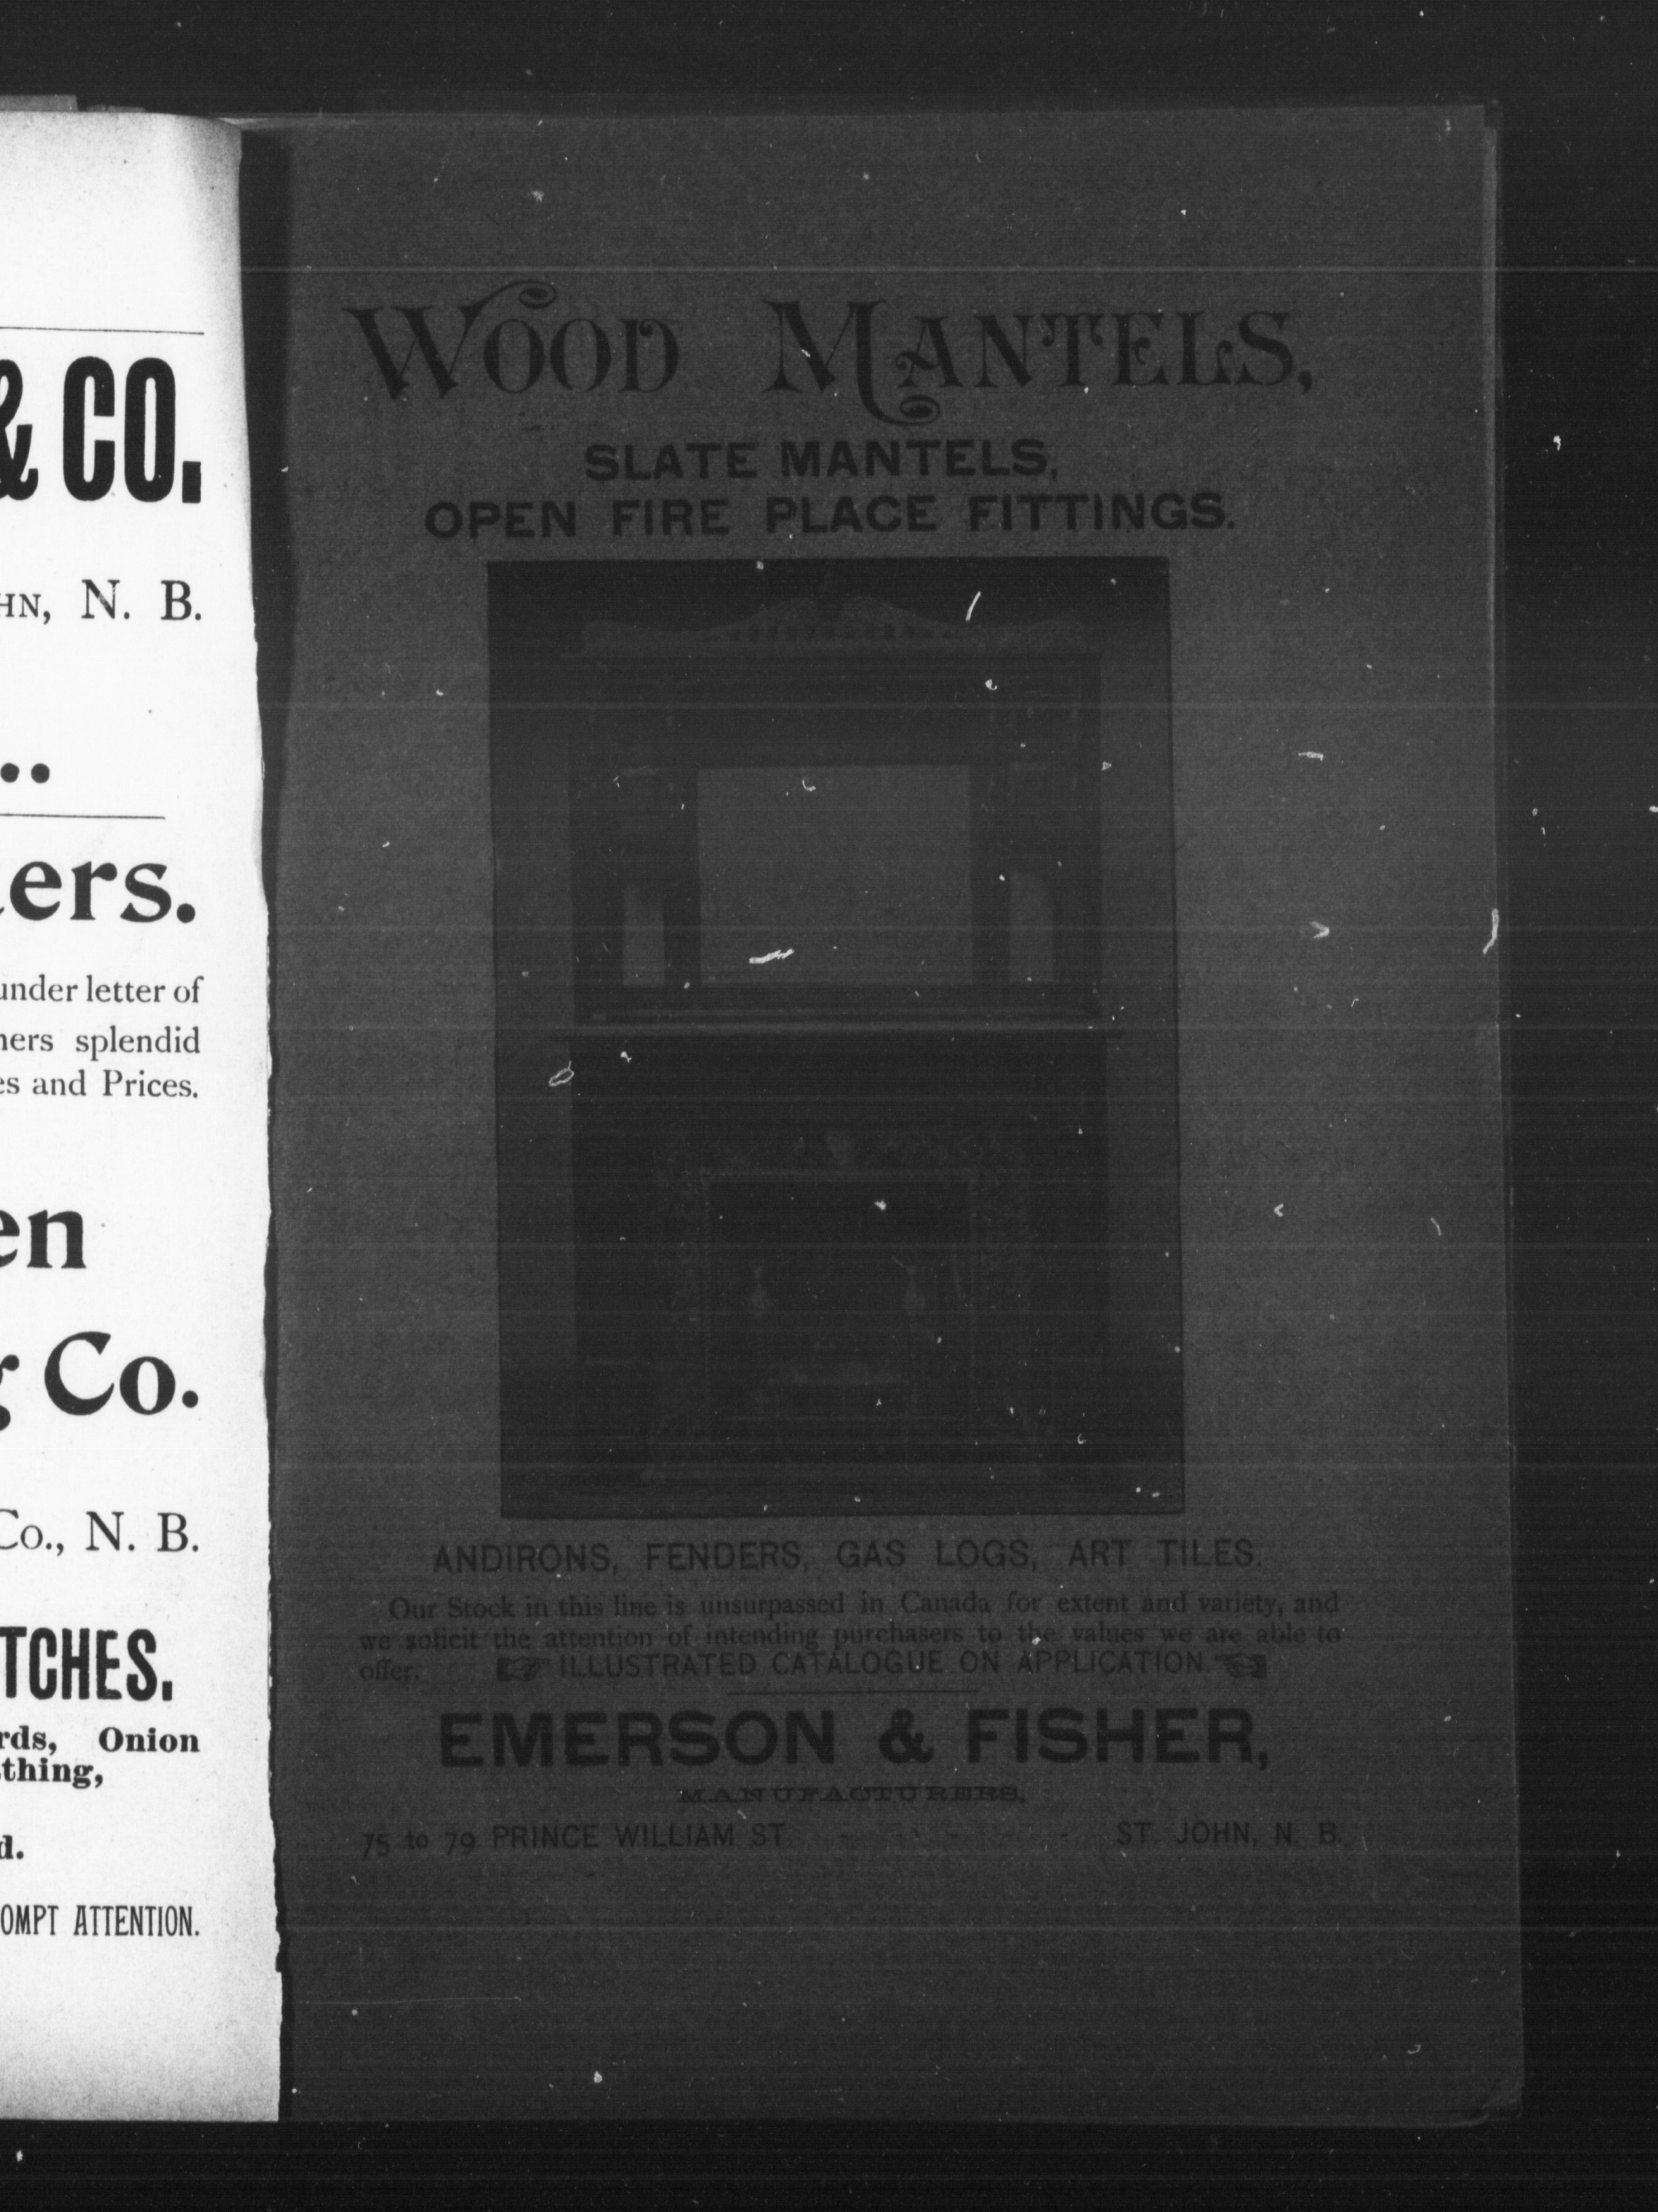 & CO.
HN, N. B.
..
ers.
under letter of
ners splendid
es and Prices.
en
g Co.
Co., N. B.
TCHES.
rds, Onion
thing,
d.
OMPT ATTENTION.
WOOD MANTELS,
SLATE MANTELS,
OPEN FIRE PLACE FITTINGS.
ANDIRONS, FENDERS, GAS LOGS, ART TILES.
Our Stock in this line is unsurpassed in Canada for extent and variety, and
we solicit the attention of intending purchasers to the values we are able to
offer. ☞ ILLUSTRATED CATALOGUE ON APPLICATION. ☜
EMERSON & FISHER,
MANUFACTURERS,
75 to 79 PRINCE WILLIAM ST. - - - - ST. JOHN, N. B.